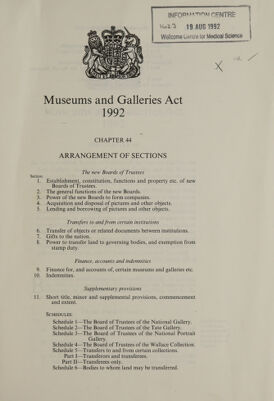 INFORMATION CENTRE
19 AUG 1992
Wellcome Centre for Medical Science
Museums and Galleries Act
1992
CHAPTER 44
ARRANGEMENT OF SECTIONS
The new Boards of Trustees
Section
1. Establishment, constitution, functions and property etc. of new
Boards of Trustees.
2. The general functions of the new Boards.
3. Power of the new Boards to form companies.
4. Acquisition and disposal of pictures and other objects.
5. Lending and borrowing of pictures and other objects.
Transfers to and from certain institutions
6. Transfer of objects or related documents between institutions.
7. Gifts to the nation.
8. Power to transfer land to governing bodies, and exemption from
stamp duty.
Finance, accounts and indemnities
9. Finance for, and accounts of, certain museums and galleries etc.
10. Indemnities.
Supplementary provisions
11. Short title, minor and supplemental provisions, commencement
and extent.
SCHEDULES:
Schedule 1—The Board of Trustees of the National Gallery.
Schedule 2—The Board of Trustees of the Tate Gallery.
Schedule 3—The Board of Trustees of the National Portrait
Gallery.
Schedule 4—The Board of Trustees of the Wallace Collection.
Schedule 5—Transfers to and from certain collections.
Part I—Transferors and transferees.
Part II—Transferees only.
Schedule 6—Bodies to whom land may be transferred.